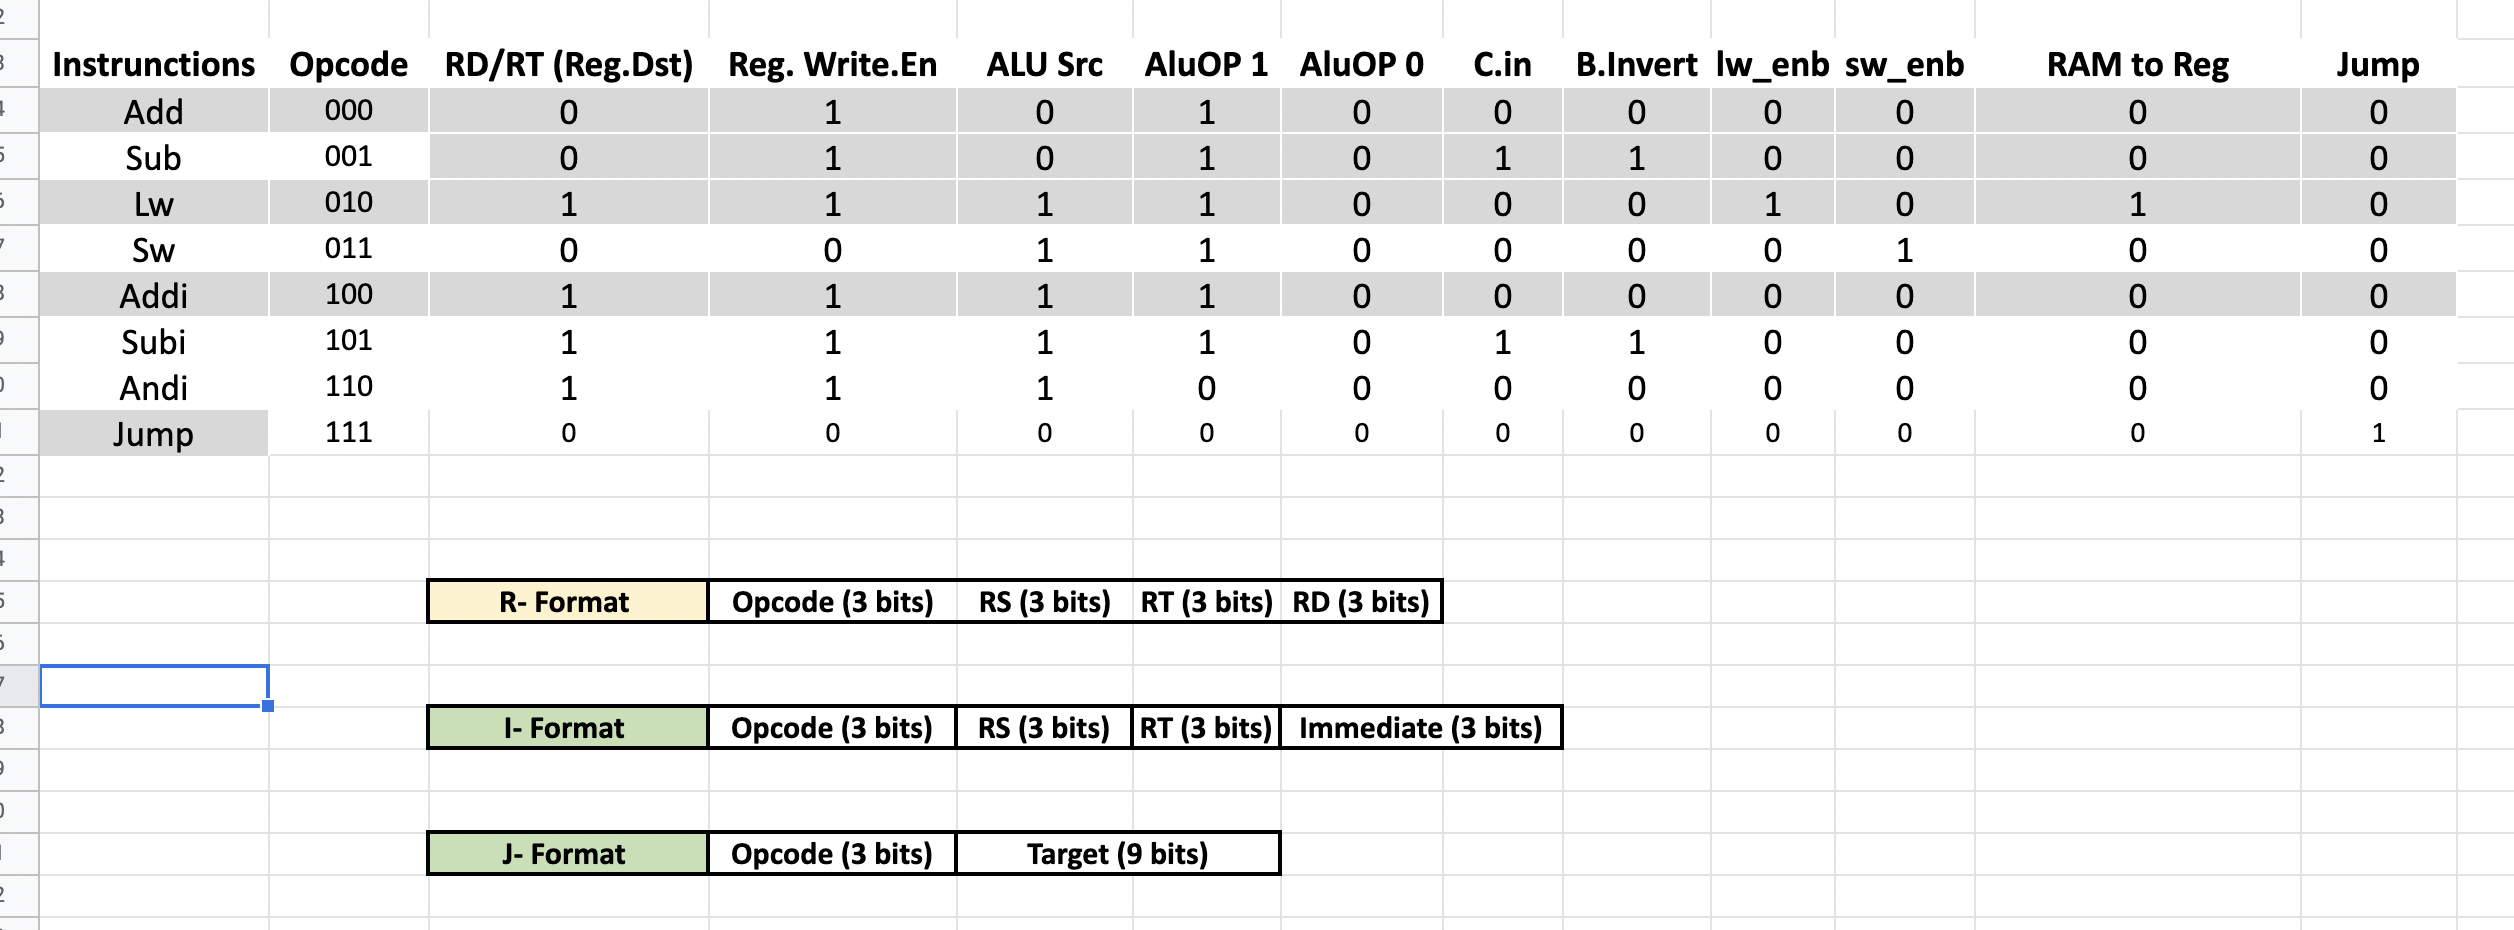 Instrunctions Opcode RD/RT (Reg.Dst) Reg. Write.En ALU Src AluOP 1 AluOP 0 C.in B.Invert lw_enb sw_enb RAM to Reg Jump
Add 000 0 1 0 1 0 0 0 0 0 0 0
Sub 001 0 1 0 1 0 1 1 0 0 0 0
Lw 010 1 1 1 1 0 0 0 1 0 1 0
Sw 011 0 0 1 1 0 0 0 0 1 0 0
Addi 100 1 1 1 1 0 0 0 0 0 0 0
Subi 101 1 1 1 1 0 1 1 0 0 0 0
Andi 110 1 1 1 0 0 0 0 0 0 0 0
Jump 111 0 0 0 0 0 0 0 0 0 0 1
R- Format Opcode (3 bits) RS (3 bits) RT (3 bits) RD (3 bits)
I- Format Opcode (3 bits) RS (3 bits) RT (3 bits) Immediate (3 bits)
J- Format Opcode (3 bits) Target (9 bits)